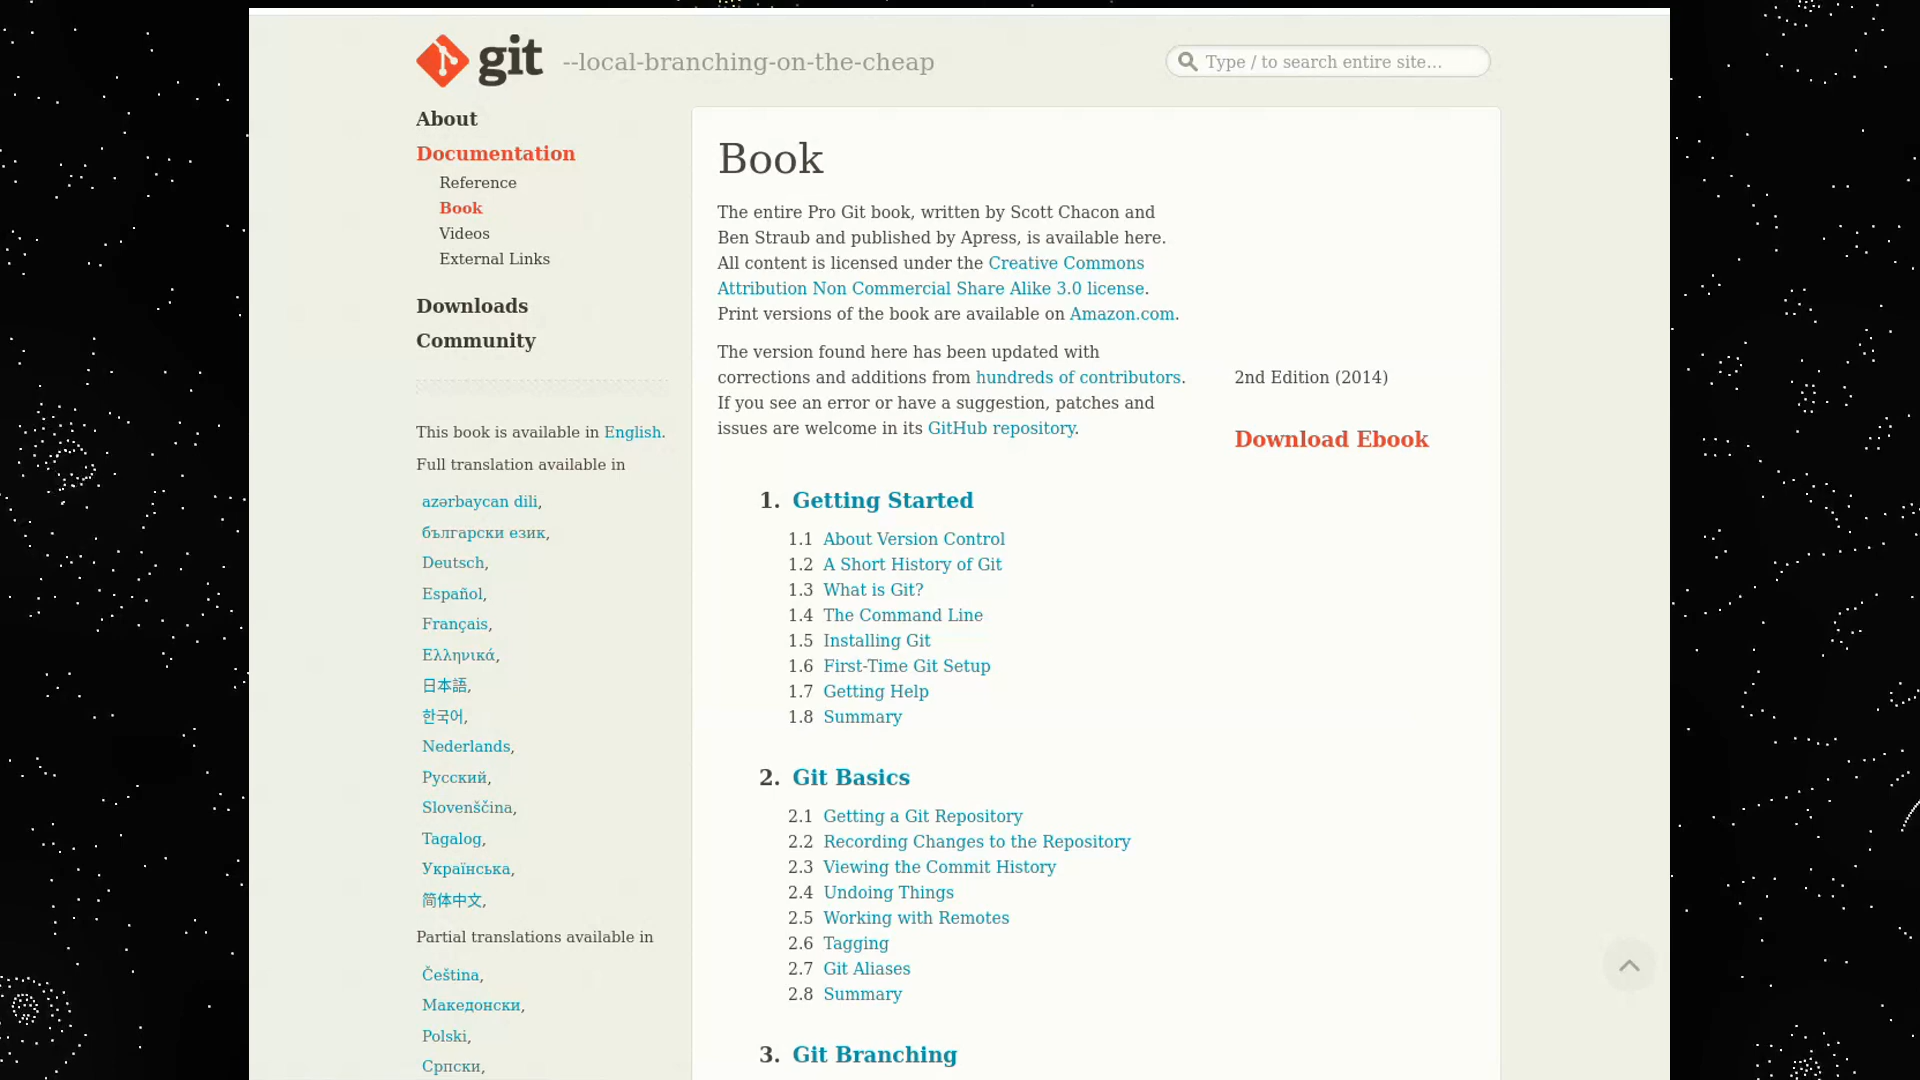 git --local-branching-on-the-cheap
Type / to search entire site…
About
Documentation
Reference
Book
Videos
External Links
Downloads
Community
This book is available in English.
Full translation available in
azərbaycan dili,
български език,
Deutsch,
Español,
Français,
Ελληνικά,
日本語,
한국어,
Nederlands,
Русский,
Slovenščina,
Tagalog,
Українська,
简体中文,
Partial translations available in
Čeština,
Македонски,
Polski,
Српски,
Book
The entire Pro Git book, written by Scott Chacon and
Ben Straub and published by Apress, is available here.
All content is licensed under the Creative Commons
Attribution Non Commercial Share Alike 3.0 license.
Print versions of the book are available on Amazon.com.
The version found here has been updated with
corrections and additions from hundreds of contributors.
If you see an error or have a suggestion, patches and
issues are welcome in its GitHub repository.
2nd Edition (2014)
Download Ebook
1. Getting Started
1.1 About Version Control
1.2 A Short History of Git
1.3 What is Git?
1.4 The Command Line
1.5 Installing Git
1.6 First-Time Git Setup
1.7 Getting Help
1.8 Summary
2. Git Basics
2.1 Getting a Git Repository
2.2 Recording Changes to the Repository
2.3 Viewing the Commit History
2.4 Undoing Things
2.5 Working with Remotes
2.6 Tagging
2.7 Git Aliases
2.8 Summary
3. Git Branching